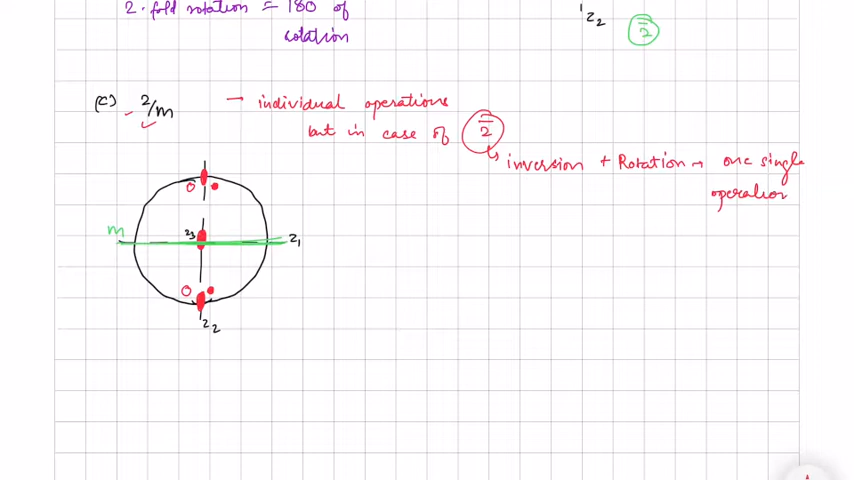 2. fold rotation = 180 of
rotation
z₂
2̅
(c) 2/m
→ individual operations
but in case of 2̅
↳ inversion + Rotation → one single
operation
m
z₃
z₁
z₂